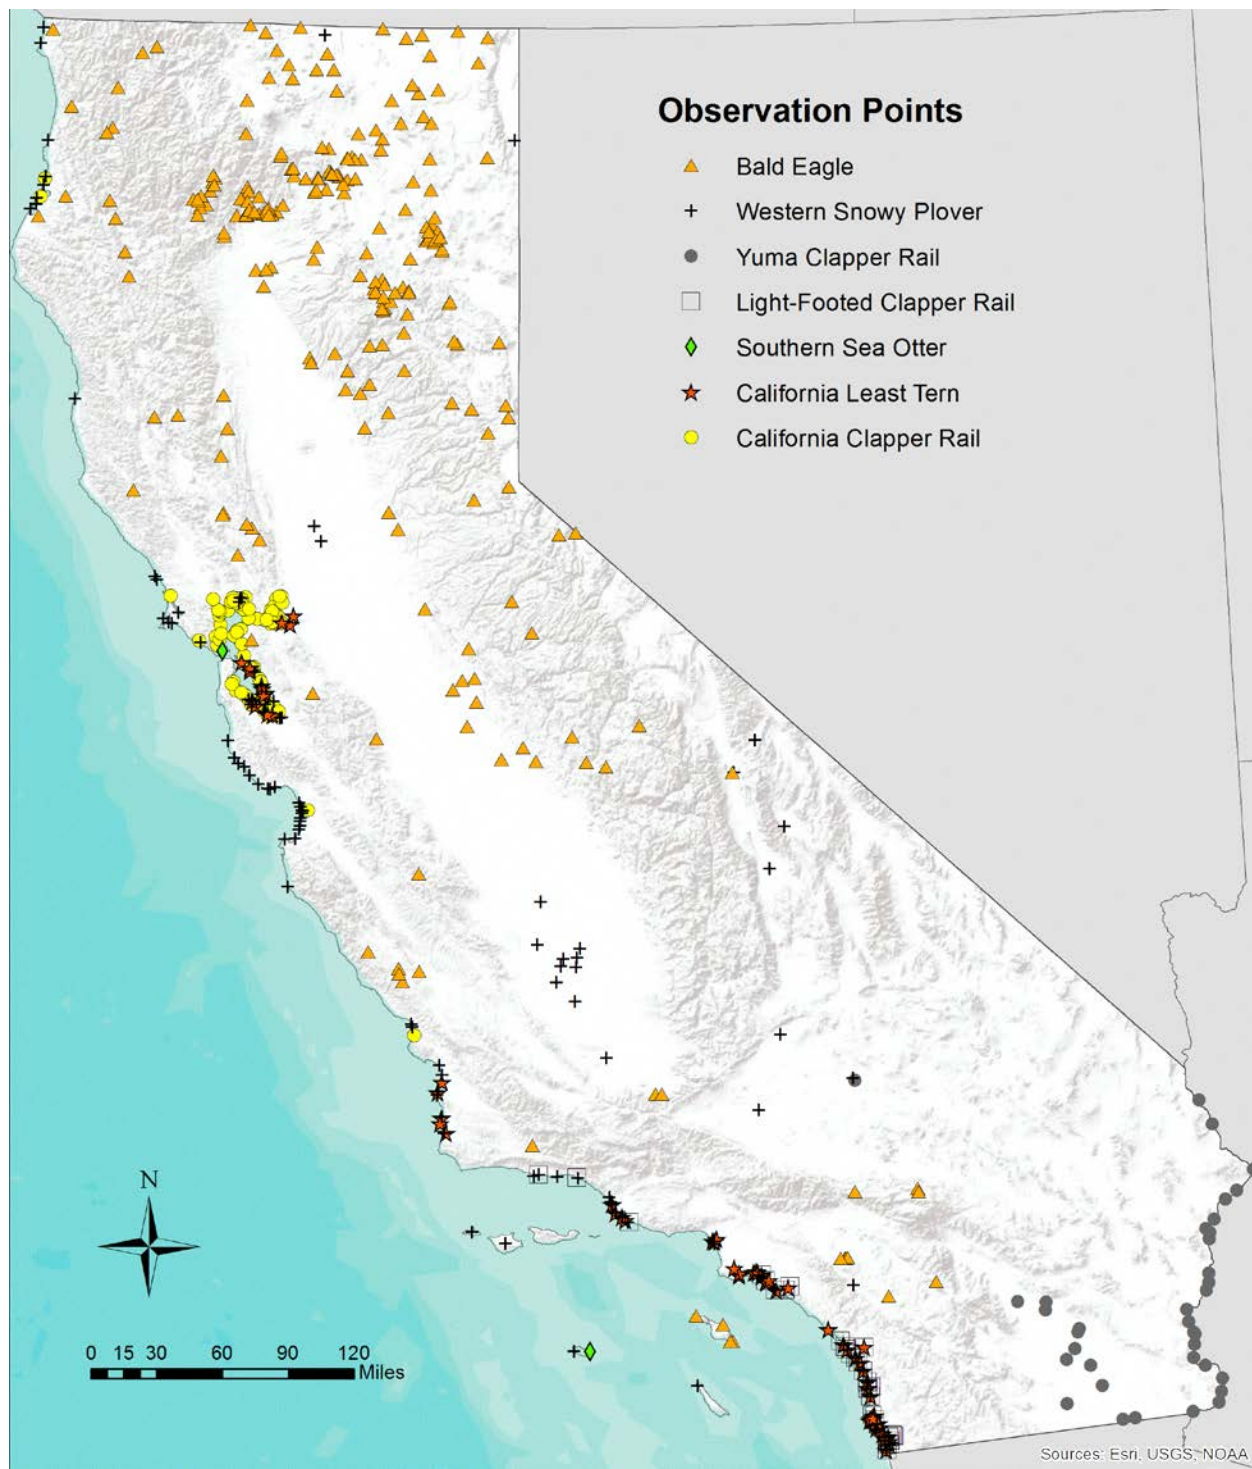 Observation Points
Bald Eagle
Western Snowy Plover
Yuma Clapper Rail
Light-Footed Clapper Rail
Southern Sea Otter
California Least Tern
California Clapper Rail
N
0 15 30 60 90 120
Miles
Sources: Esri, USGS, NOAA